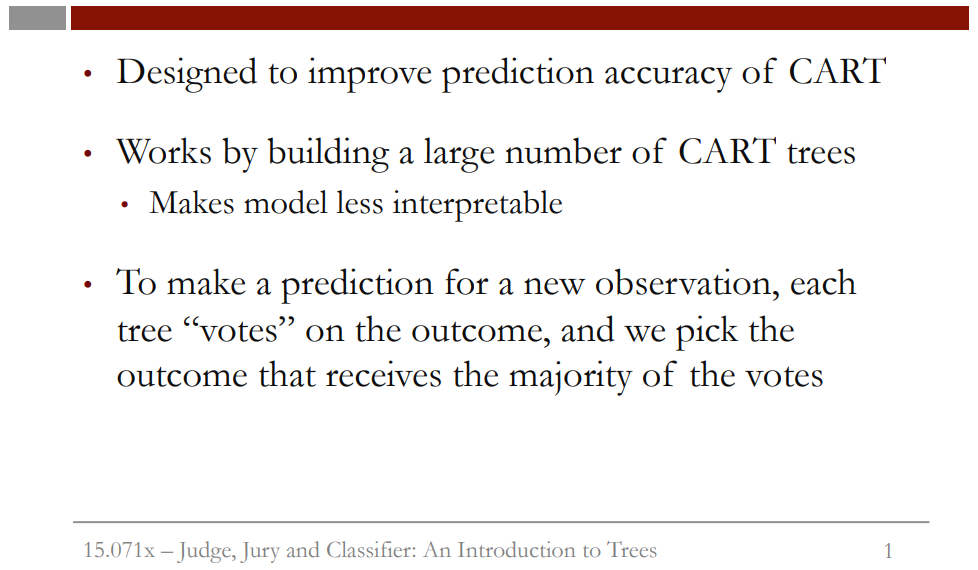 • Designed to improve prediction accuracy of CART
• Works by building a large number of CART trees
• Makes model less interpretable
• To make a prediction for a new observation, each
tree “votes” on the outcome, and we pick the
outcome that receives the majority of the votes
15.071x – Judge, Jury and Classifier: An Introduction to Trees 1